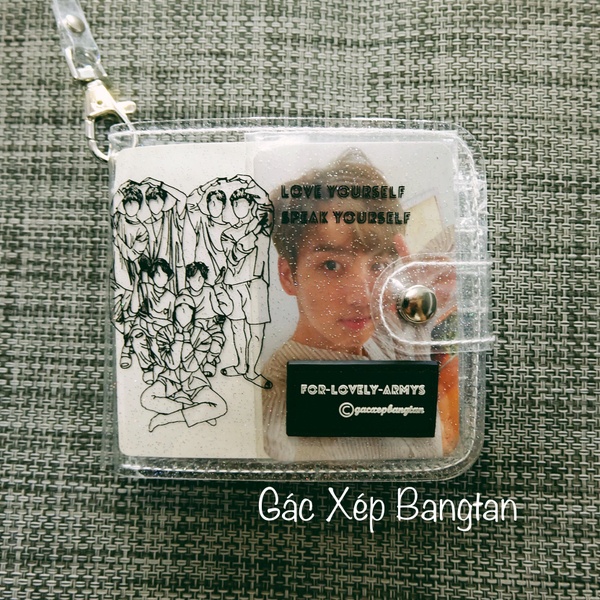 LOVE YOURSELF
SPEAK YOURSELF
FOR-LOVELY-ARMYS
©gacxepbangtan
Gác Xép Bangtan